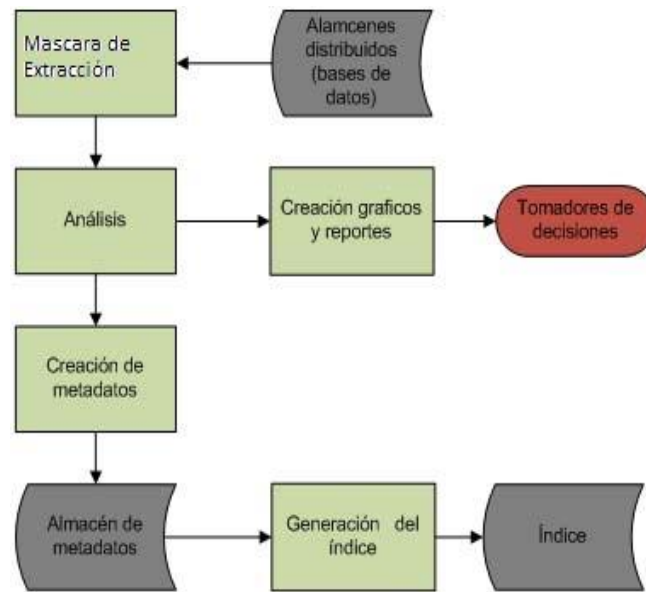 Mascara de
Extracción
Alamcenes
distribuidos
(bases de
datos)
Análisis
Creación graficos
y reportes
Tomadores de
decisiones
Creación de
metadatos
Almacén de
metadatos
Generación del
índice
Índice